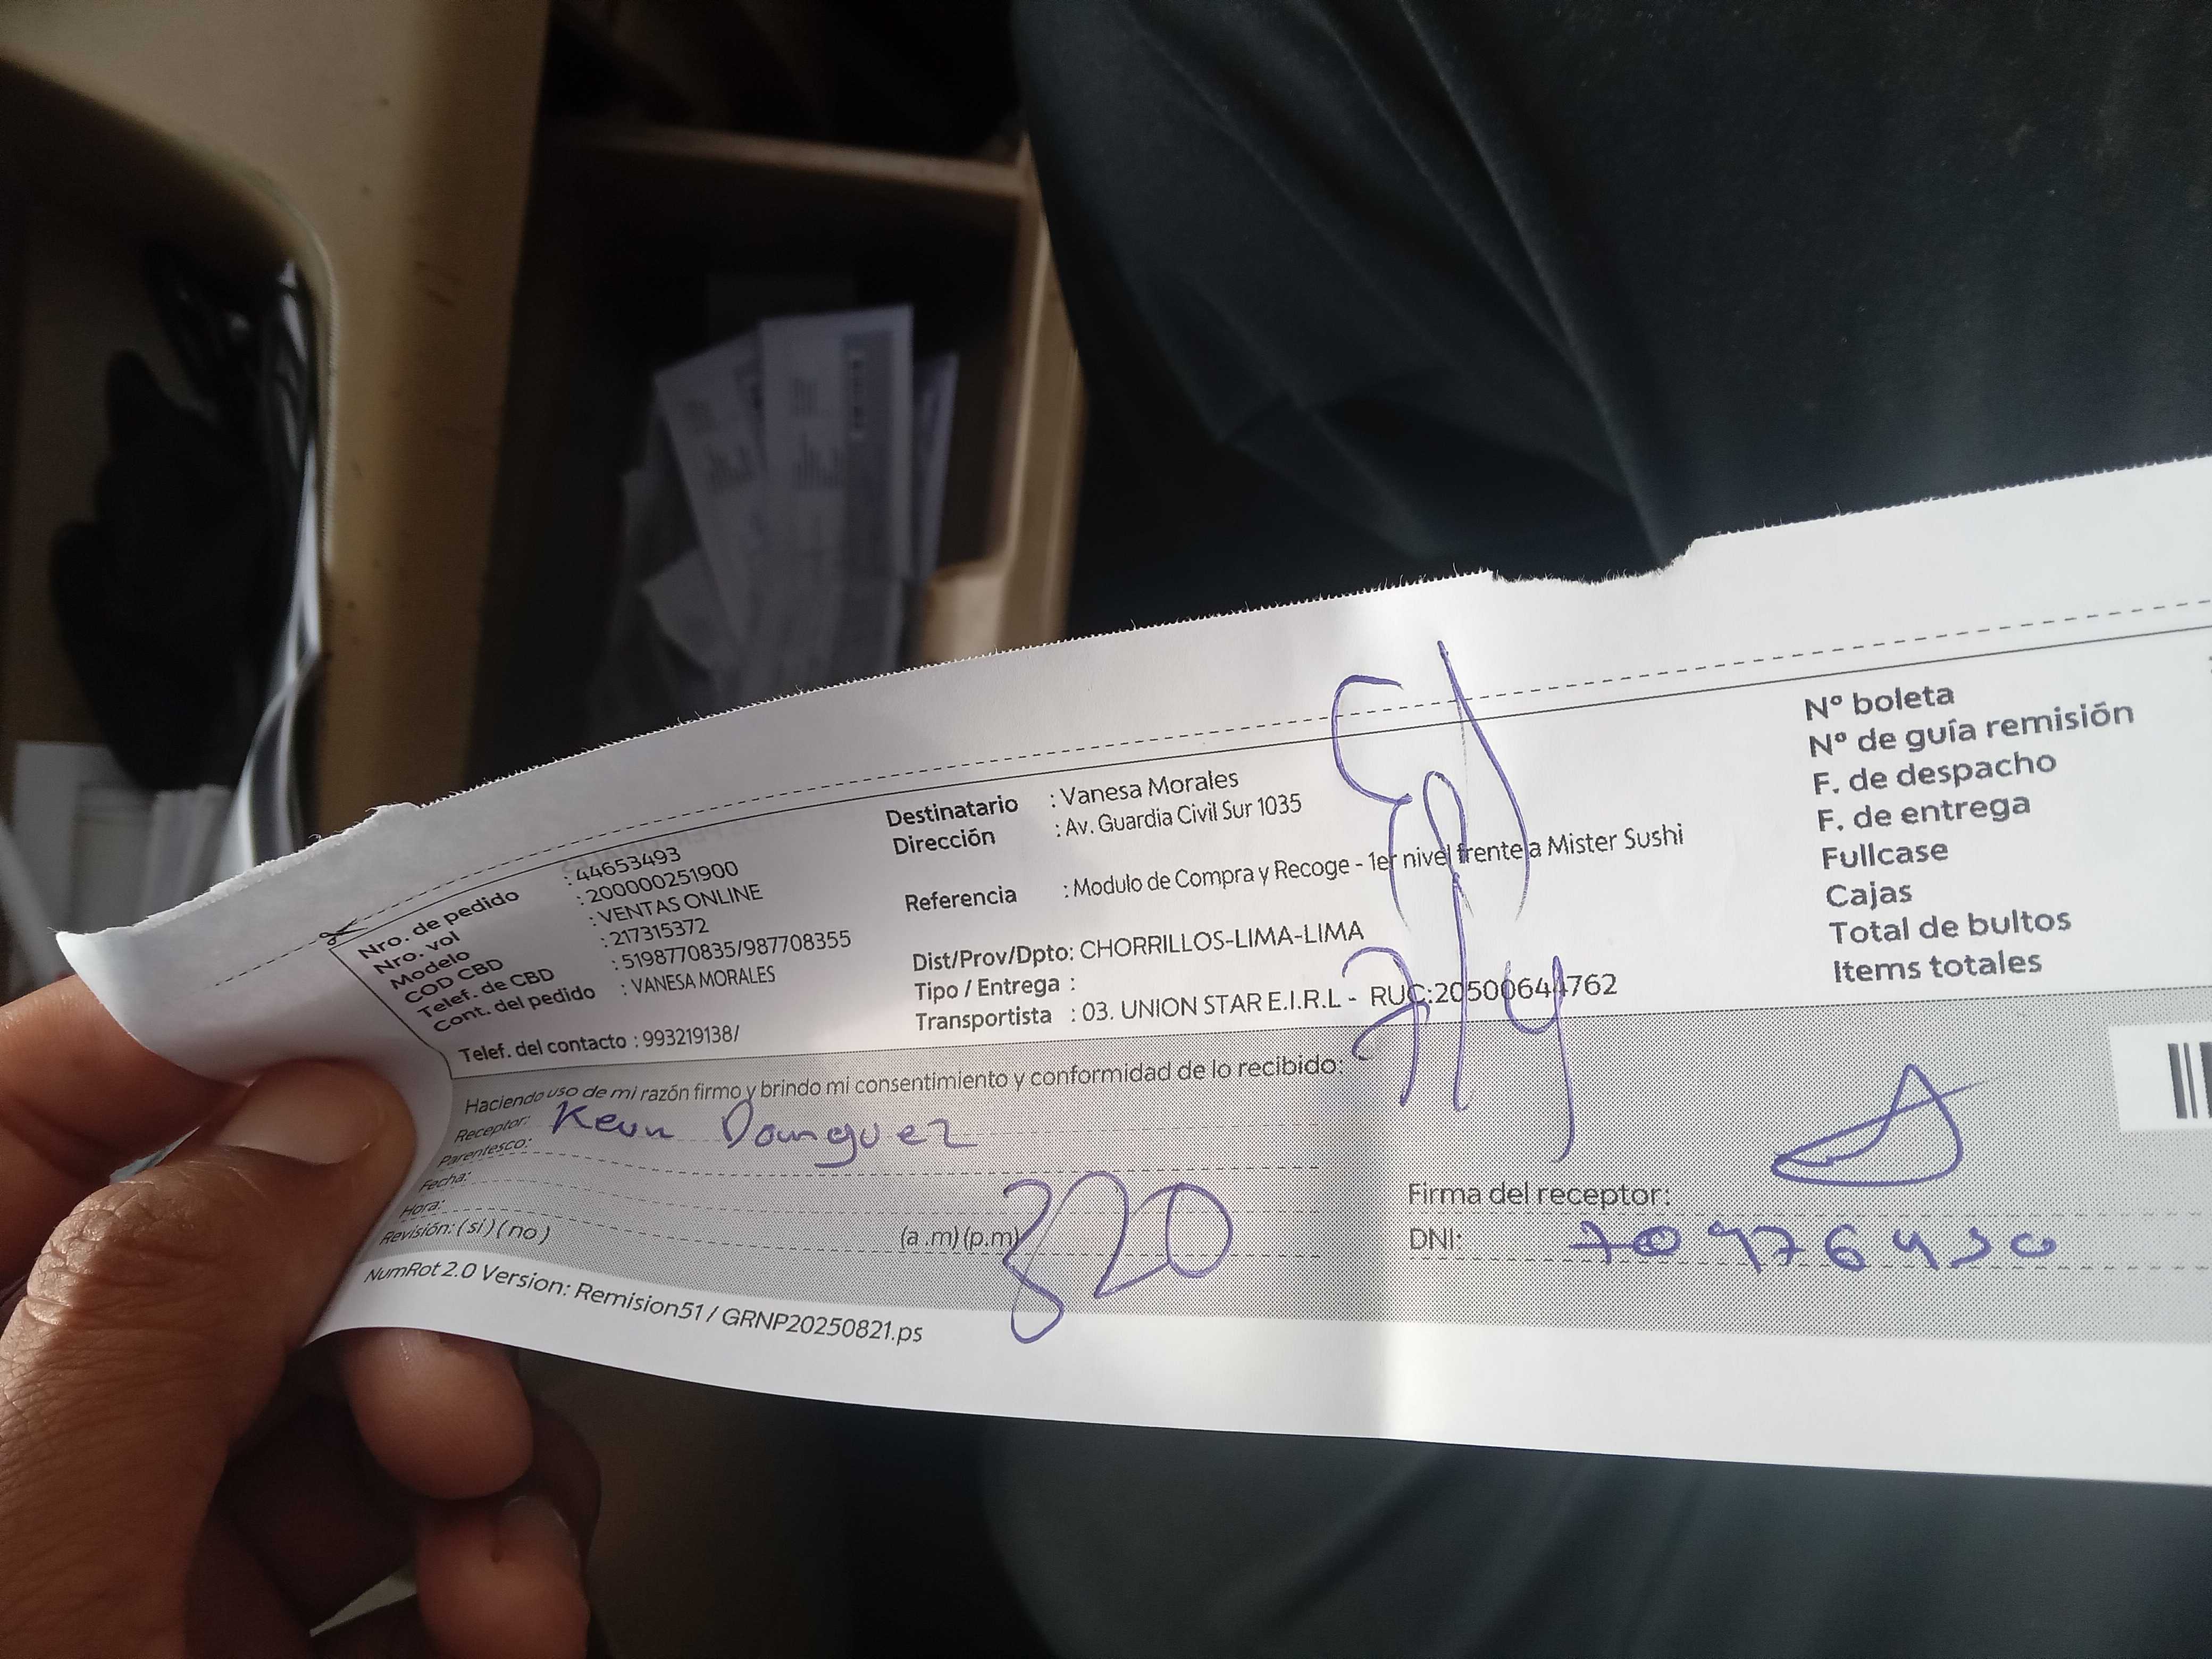 Nro. de pedido : 44653493
Nro. vol : 200000251900
Modelo : VENTAS ONLINE
COD CBD : 217315372
Telef. de CBD : 5198770835/987708355
Cont. del pedido : VANESA MORALES
Telef. del contacto : 993219138/
Destinatario : Vanesa Morales
Dirección : Av. Guardia Civil Sur 1035
Referencia : Modulo de Compra y Recoge - 1er nivel frente a Mister Sushi
Dist/Prov/Dpto: CHORRILLOS-LIMA-LIMA
Tipo / Entrega :
Transportista : 03. UNION STAR E.I.R.L - RUC:20500644762
Nº boleta
Nº de guía remisión
F. de despacho
F. de entrega
Fullcase
Cajas
Total de bultos
Items totales
Haciendo uso de mi razón firmo y brindo mi consentimiento y conformidad de lo recibido:
Receptor:
Parentesco:
Fecha:
Hora: (a.m) (p.m)
Revisión: (si) (no)
820
Firma del receptor:
DNI:
NumRot 2.0 Version: Remision51 / GRNP20250821.ps